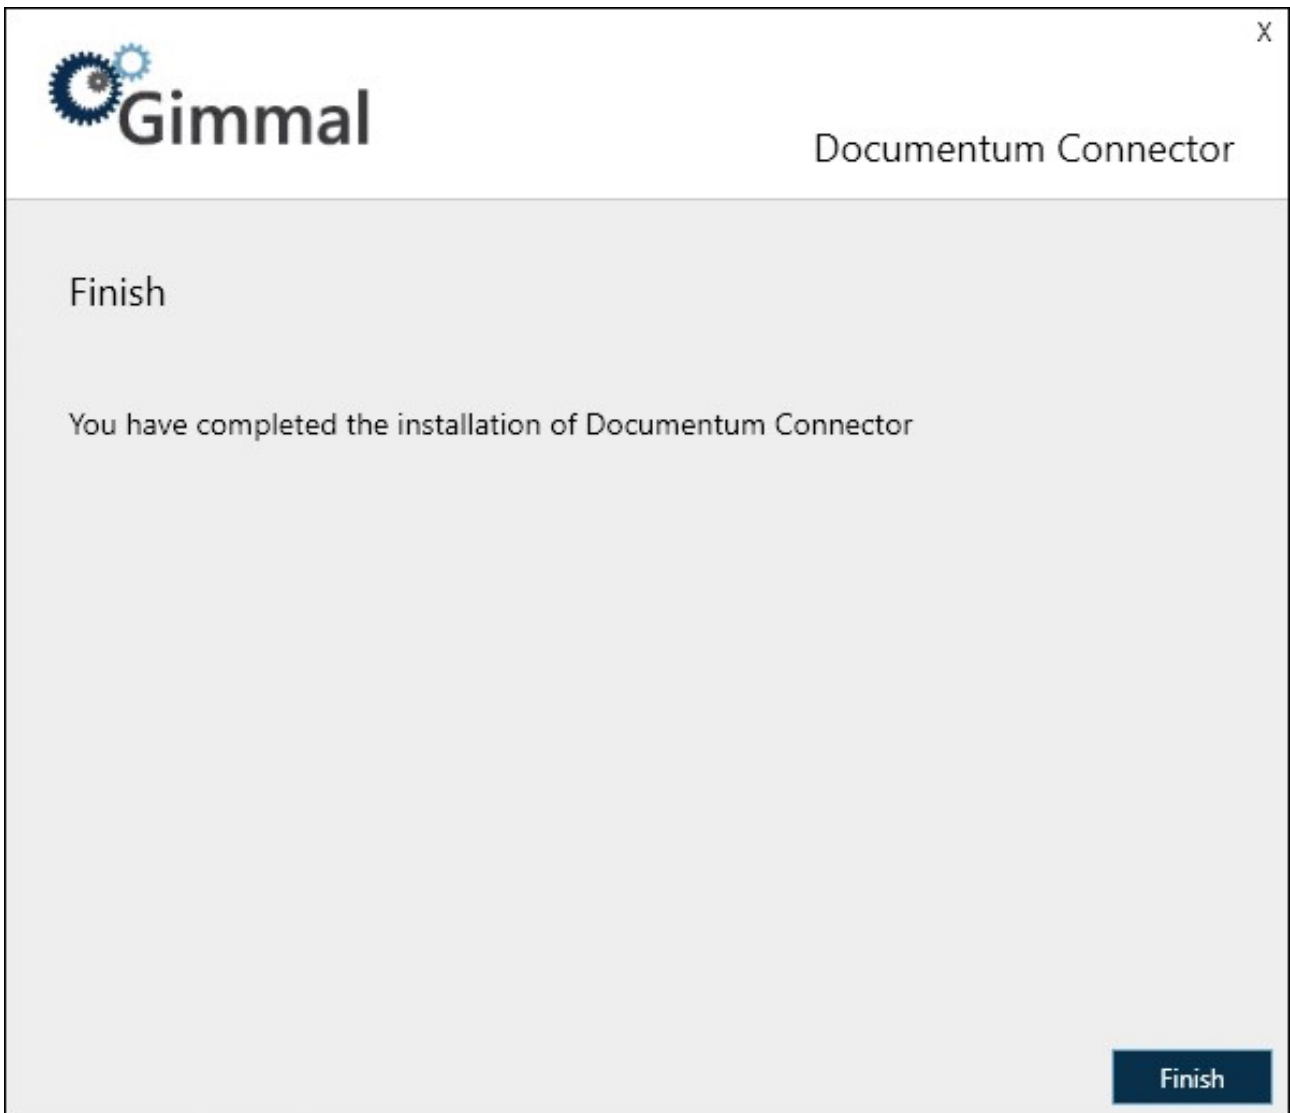 X
Gimmal
Documentum Connector
Finish
You have completed the installation of Documentum Connector
Finish